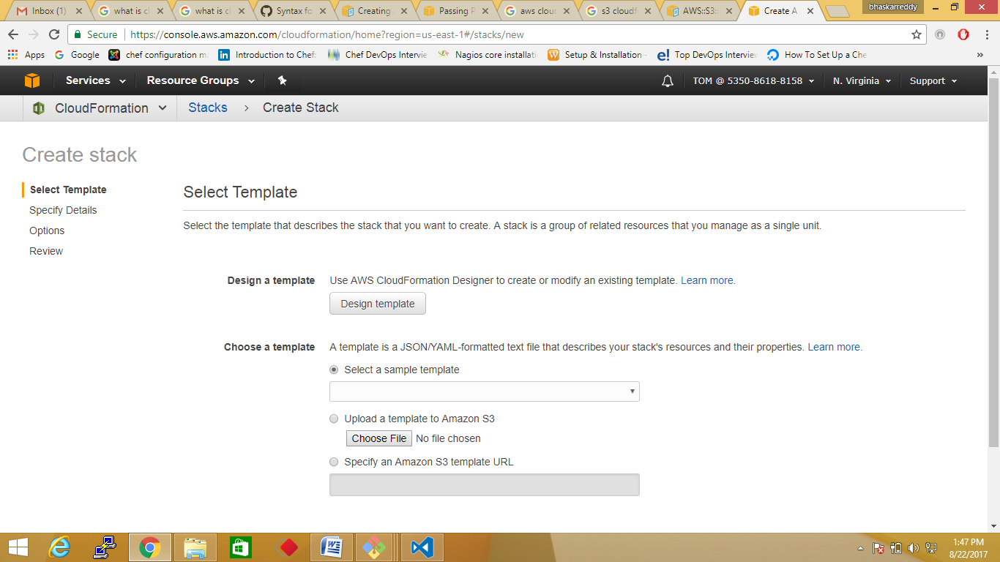 Inbox (1)
what is cl
what is cl
Syntax fo
Creating
Passing P
aws cloud
s3 cloudf
AWS::S3::
Create A
bhaskarreddy
Secure
https://console.aws.amazon.com/cloudformation/home?region=us-east-1#/stacks/new
Apps
Google
chef configuration ma
Introduction to Chef:
Chef DevOps Intervie
Nagios core installati
Setup & Installation -
Top DevOps Interview
How To Set Up a Che
»
Services
Resource Groups
TOM @ 5350-8618-8158
N. Virginia
Support
CloudFormation
Stacks
Create Stack
Create stack
Select Template
Specify Details
Options
Review
Select Template
Select the template that describes the stack that you want to create. A stack is a group of related resources that you manage as a single unit.
Design a template
Use AWS CloudFormation Designer to create or modify an existing template. Learn more.
Design template
Choose a template
A template is a JSON/YAML-formatted text file that describes your stack's resources and their properties. Learn more.
Select a sample template
Upload a template to Amazon S3
Choose File No file chosen
Specify an Amazon S3 template URL
1:47 PM
8/22/2017